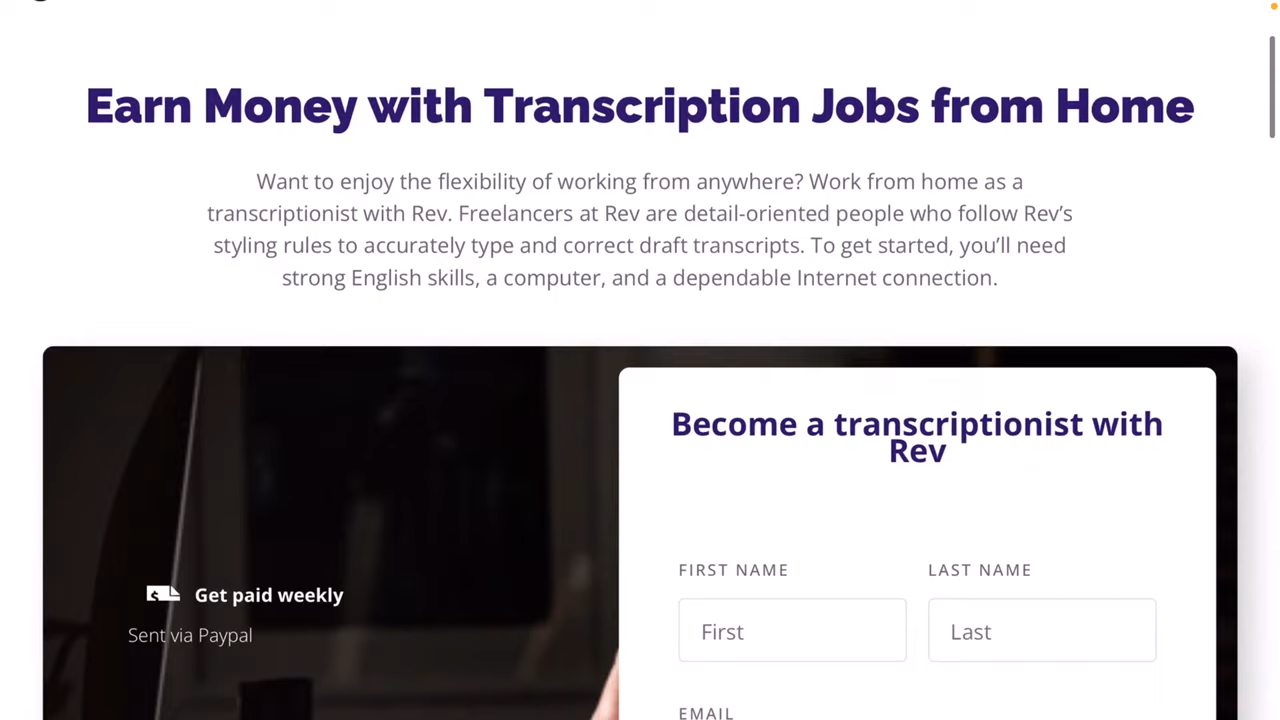 Earn Money with Transcription Jobs from Home
Want to enjoy the flexibility of working from anywhere? Work from home as a
transcriptionist with Rev. Freelancers at Rev are detail-oriented people who follow Rev’s
styling rules to accurately type and correct draft transcripts. To get started, you’ll need
strong English skills, a computer, and a dependable Internet connection.
Get paid weekly
Sent via Paypal
Become a transcriptionist with
Rev
FIRST NAME
LAST NAME
First
Last
EMAIL